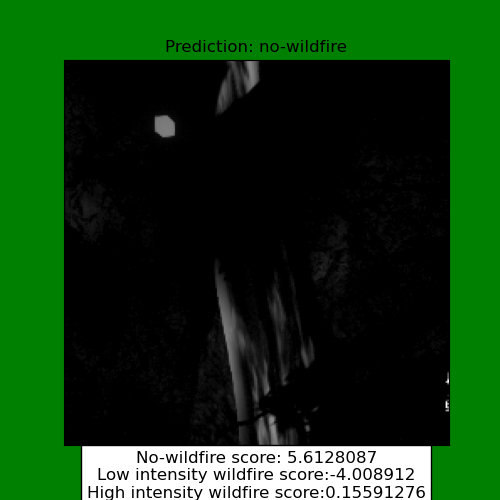 Prediction: no-wildfire
No-wildfire score: 5.6128087
Low intensity wildfire score:-4.008912
High intensity wildfire score:0.15591276